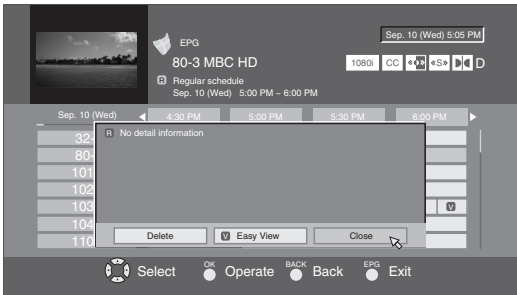 EPG
Sep. 10 (Wed) 5:05 PM
80-3 MBC HD
1080i CC «S» D
R Regular schedule
Sep. 10 (Wed) 5:00 PM ~ 6:00 PM
Sep. 10 (Wed) 4:30 PM 5:00 PM 5:30 PM 6:00 PM
R No detail information
32-
80-
101
102
103
V
104
110
Delete V Easy View Close
Select OK Operate BACK Back EPG Exit